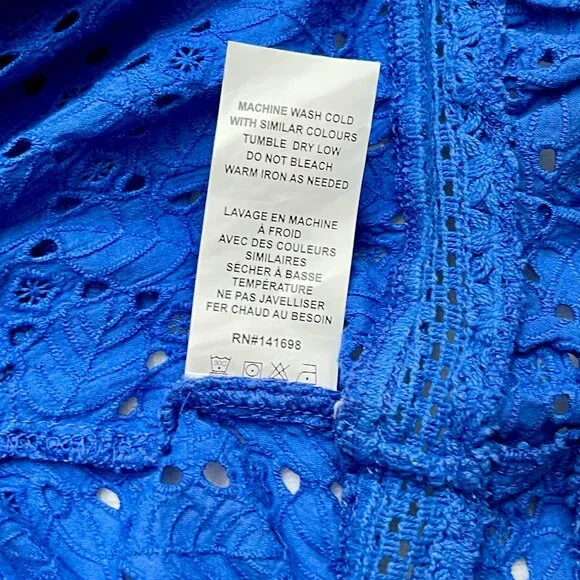 MACHINE WASH COLD
WITH SIMILAR COLOURS
TUMBLE DRY LOW
DO NOT BLEACH
WARM IRON AS NEEDED
LAVAGE EN MACHINE
À FROID
AVEC DES COULEURS
SIMILAIRES
SÉCHER À BASSE
TEMPÉRATURE
NE PAS JAVELLISER
FER CHAUD AU BESOIN
RN#141698